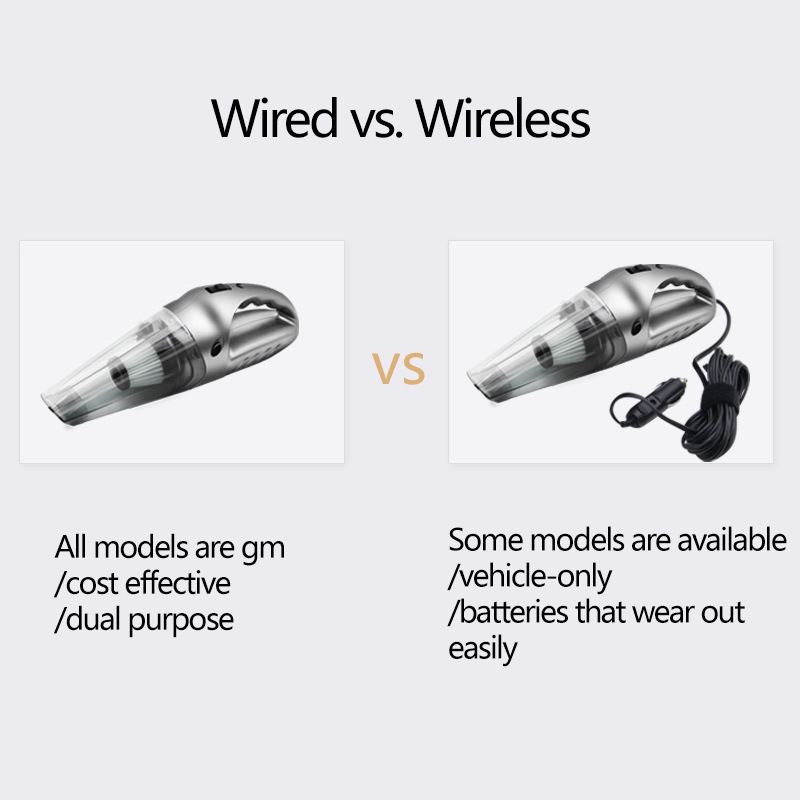 Wired vs. Wireless
vs
All models are gm
/cost effective
/dual purpose
Some models are available
/vehicle-only
/batteries that wear out
easily